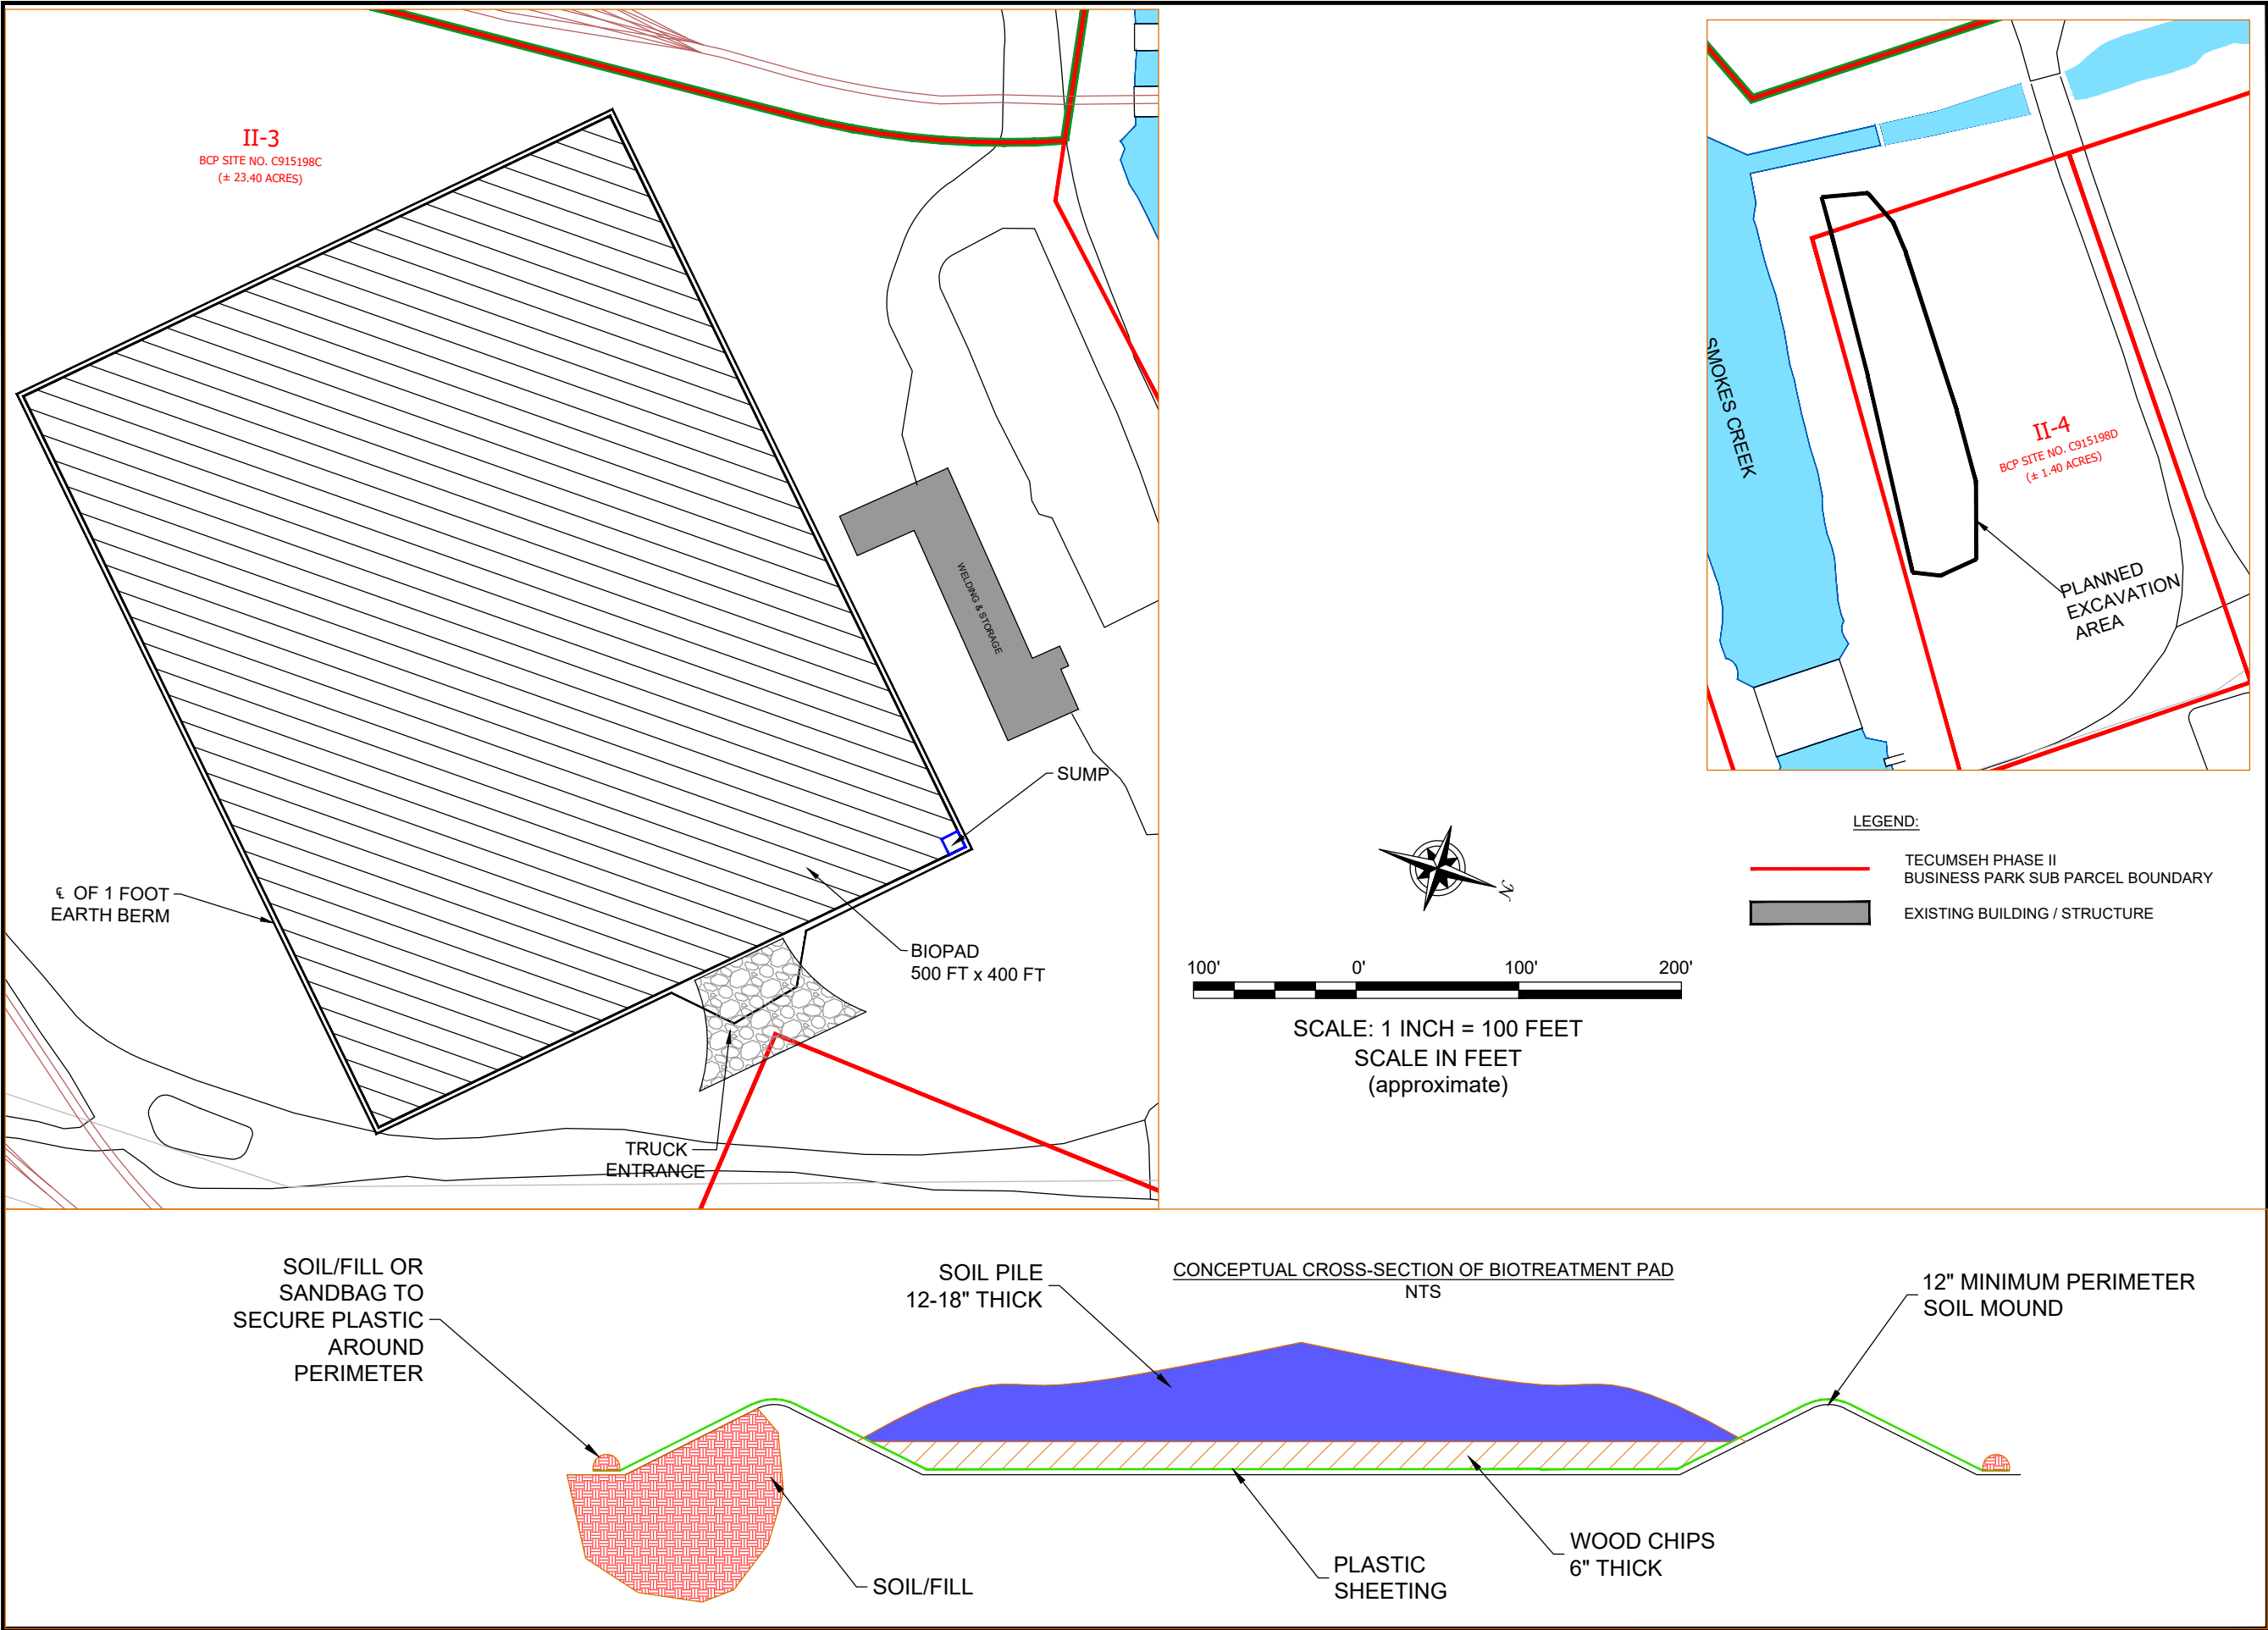 II-3
BCP SITE NO. C915198C
(± 23.40 ACRES)
WELDING & STORAGE
SUMP
℄ OF 1 FOOT
EARTH BERM
BIOPAD
500 FT x 400 FT
TRUCK
ENTRANCE
SMOKES CREEK
II-4
BCP SITE NO. C915198D
(± 1.40 ACRES)
PLANNED
EXCAVATION
AREA
N
LEGEND:
TECUMSEH PHASE II
BUSINESS PARK SUB PARCEL BOUNDARY
EXISTING BUILDING / STRUCTURE
100' 0' 100' 200'
SCALE: 1 INCH = 100 FEET
SCALE IN FEET
(approximate)
CONCEPTUAL CROSS-SECTION OF BIOTREATMENT PAD
NTS
SOIL/FILL OR
SANDBAG TO
SECURE PLASTIC
AROUND
PERIMETER
SOIL PILE
12-18" THICK
12" MINIMUM PERIMETER
SOIL MOUND
SOIL/FILL
PLASTIC
SHEETING
WOOD CHIPS
6" THICK